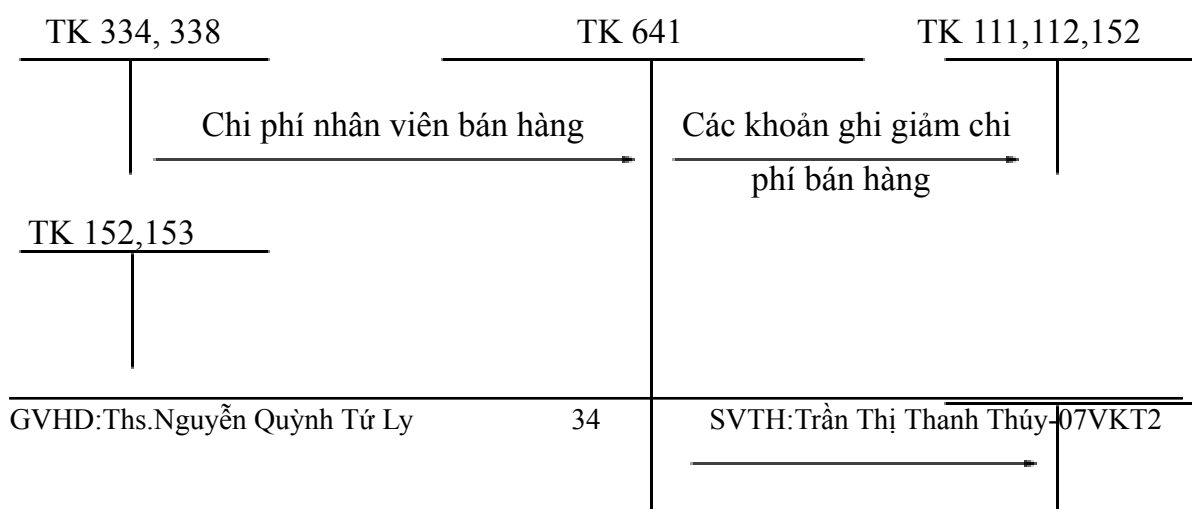 TK 334, 338 TK 641 TK 111,112,152
Chi phí nhân viên bán hàng Các khoản ghi giảm chi
phí bán hàng
TK 152,153
GVHD:Ths.Nguyễn Quỳnh Tứ Ly 34 SVTH:Trần Thị Thanh Thúy-07VKT2